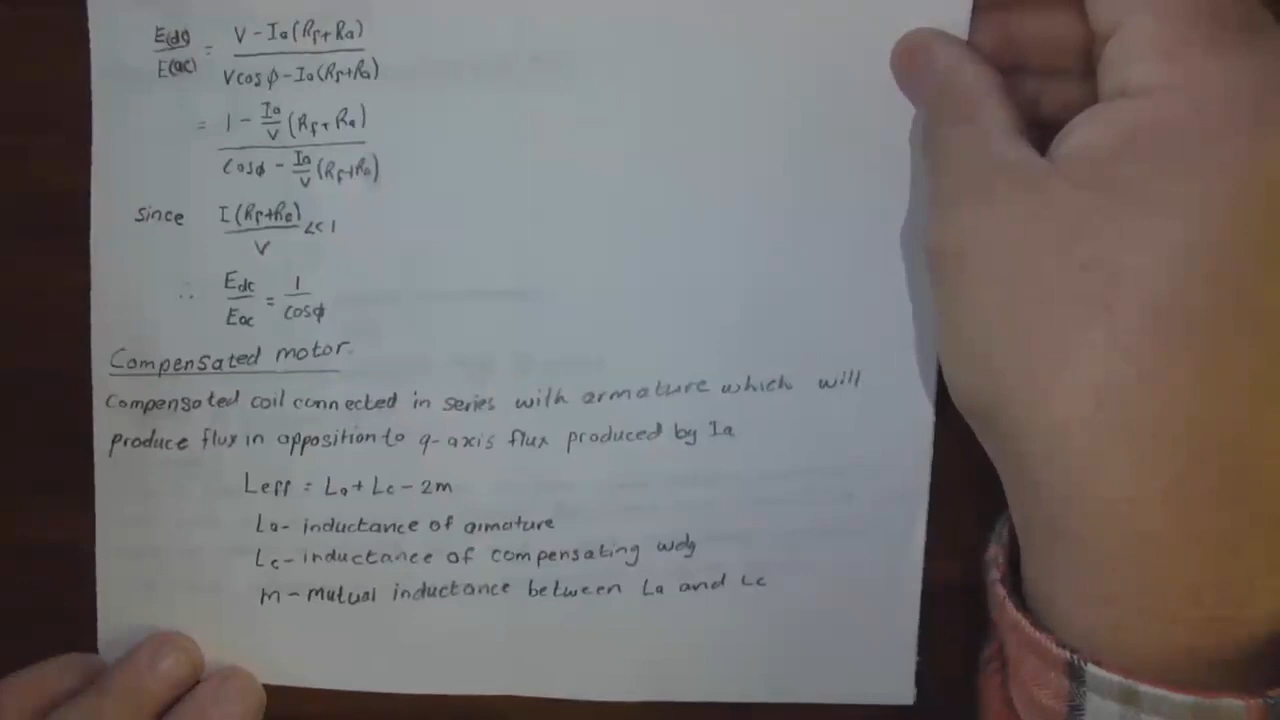 E(dc)/E(ac) = V - Ia(Rf+Ra) / Vcosϕ - Ia(Rf+Ra)
= 1 - Ia/V (Rf+Ra) / Cosϕ - Ia/V (Rf+Ra)
Since I(Rf+Ra)/V << 1
∴ Edc/Eac = 1/cosϕ
Compensated motor.
Compensated coil connected in series with armature which will
produce flux in opposition to q-axis flux produced by Ia
Leff = La + Lc - 2m
La - inductance of armature
Lc - inductance of compensating wdg
m - mutual inductance between La and Lc